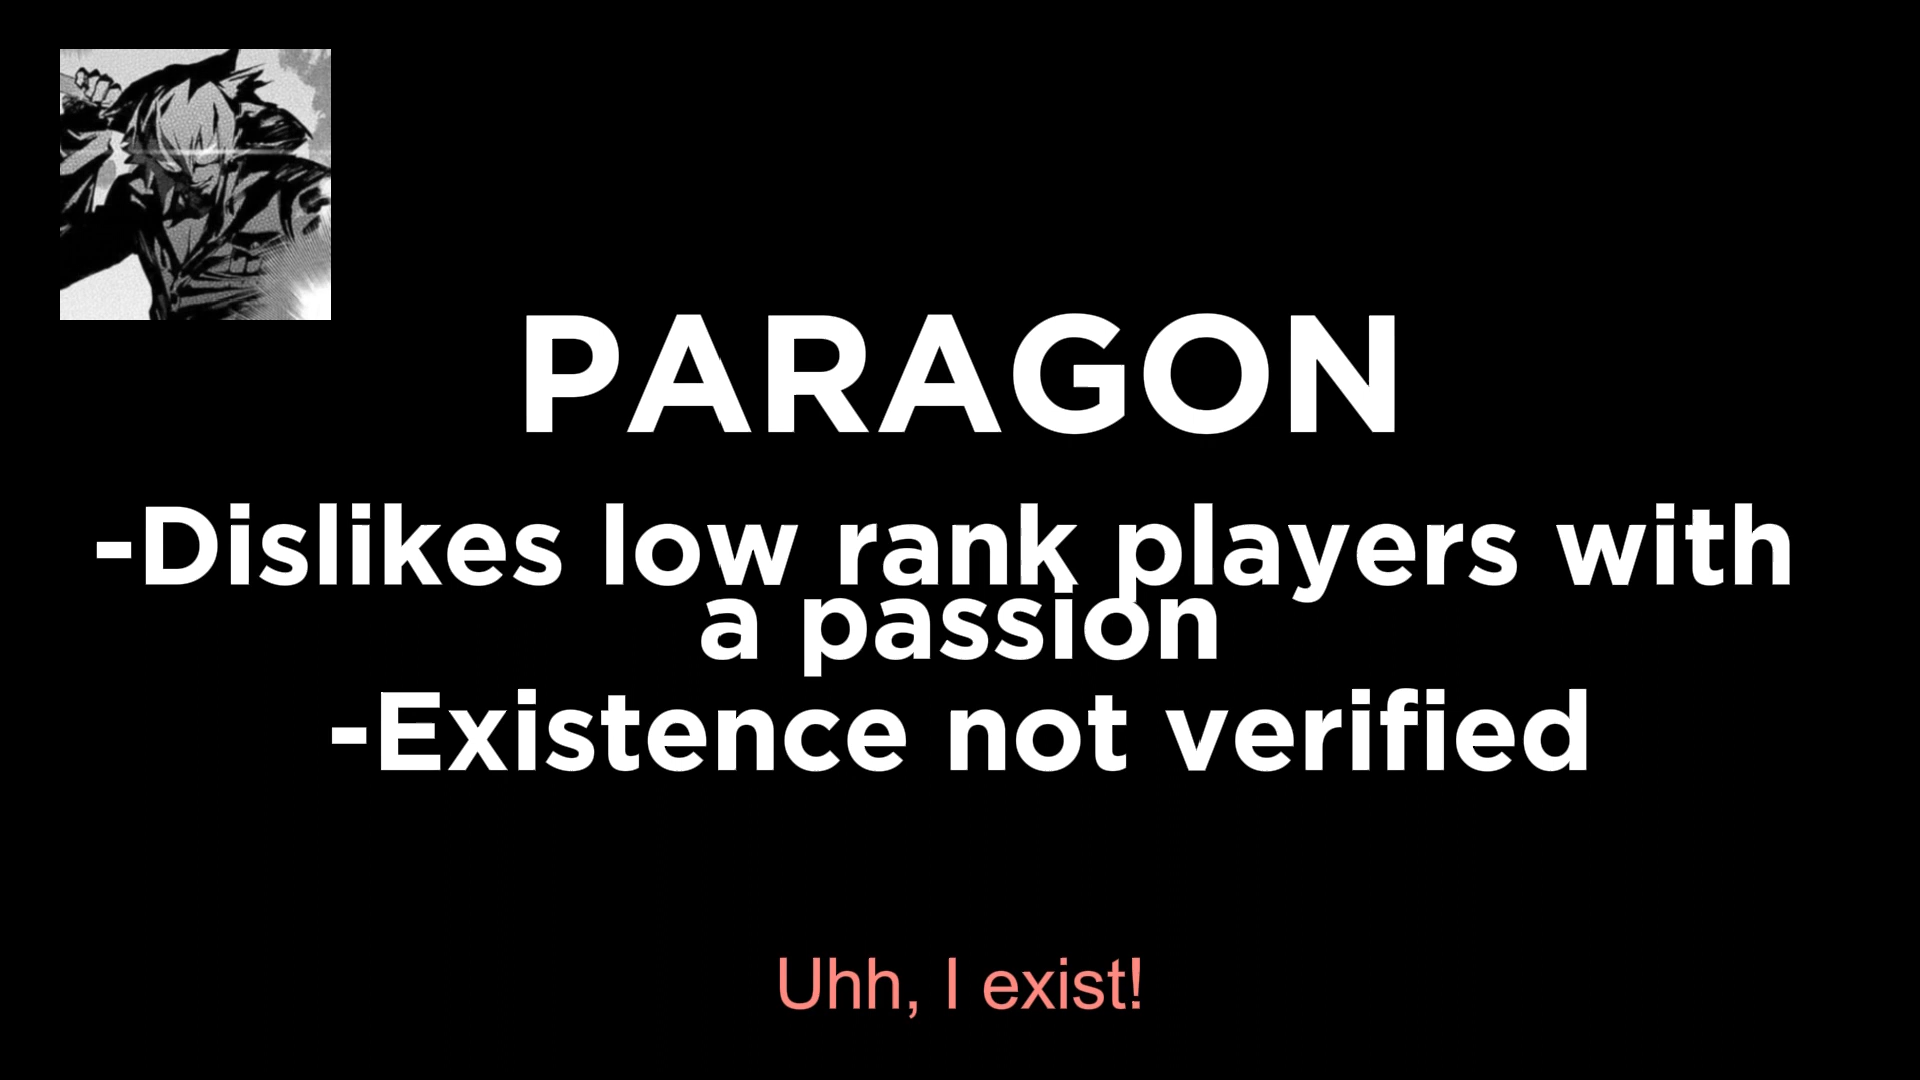 PARAGON
-Dislikes low rank players with
a passion
-Existence not verified
Uhh, I exist!